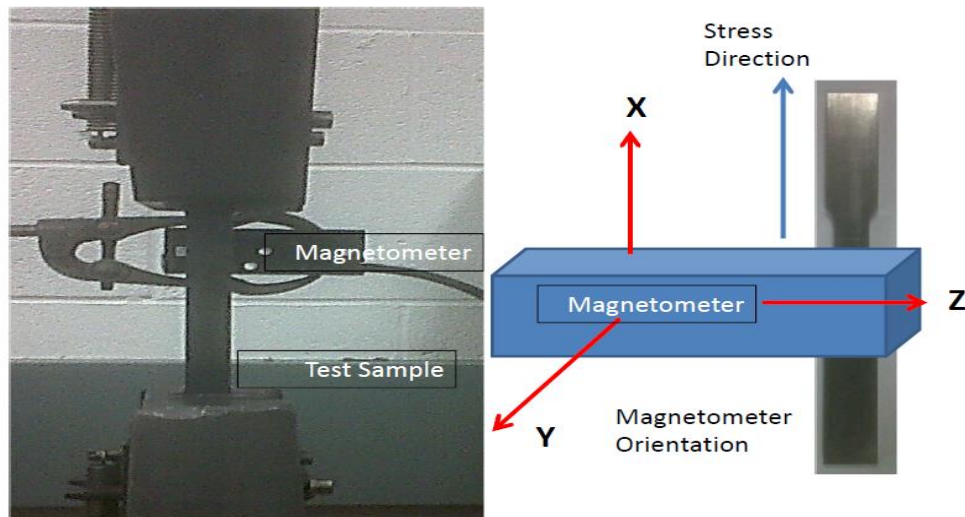 Magnetometer
Test Sample
Stress
Direction
X
Magnetometer
Z
Y
Magnetometer
Orientation